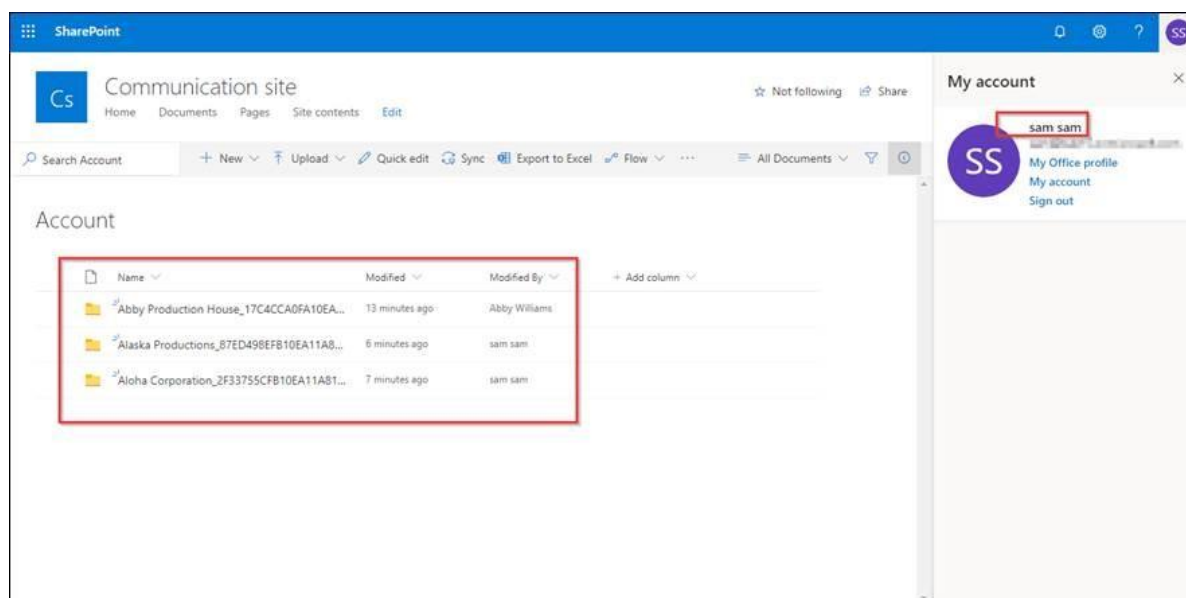 SharePoint ? SS
Cs Communication site
Home Documents Pages Site contents Edit
Not following Share
Search Account + New Upload Quick edit Sync Export to Excel Flow ··· All Documents
Account
Name Modified Modified By + Add column
Abby Production House_17C4CCA0FA10EA... 13 minutes ago Abby Williams
Alaska Productions_87ED498EFB10EA11A8... 6 minutes ago sam sam
Aloha Corporation_2F33755CFB10EA11A81... 7 minutes ago sam sam
My account
SS
sam sam
My Office profile
My account
Sign out